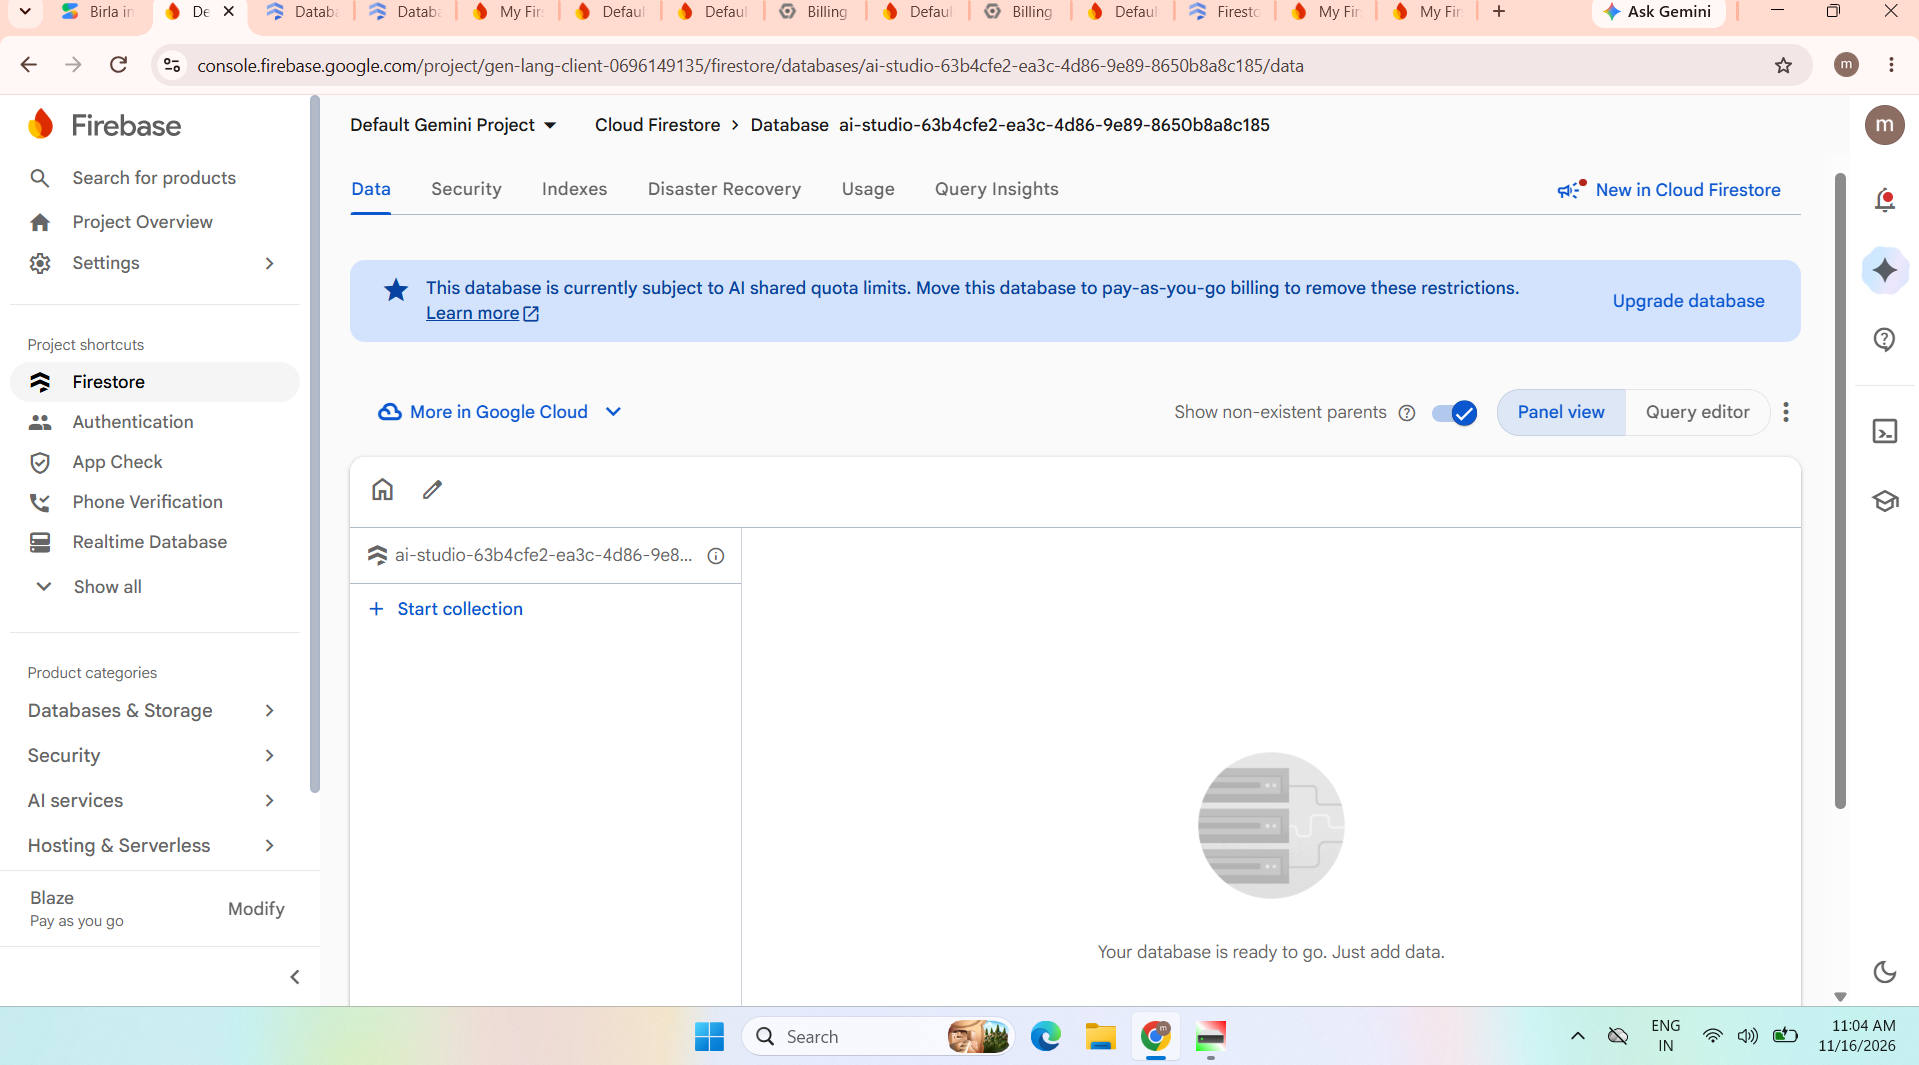 Birla in
De
Databa
Databa
My Firs
Defaul
Defaul
Billing
Defaul
Billing
Defaul
Firesto
My Firs
My Firs
Ask Gemini
console.firebase.google.com/project/gen-lang-client-0696149135/firestore/databases/ai-studio-63b4cfe2-ea3c-4d86-9e89-8650b8a8c185/data
m
Firebase
Search for products
Project Overview
Settings
Project shortcuts
Firestore
Authentication
App Check
Phone Verification
Realtime Database
Show all
Product categories
Databases & Storage
Security
AI services
Hosting & Serverless
Blaze
Pay as you go
Modify
Default Gemini Project
Cloud Firestore > Database ai-studio-63b4cfe2-ea3c-4d86-9e89-8650b8a8c185
m
Data Security Indexes Disaster Recovery Usage Query Insights
New in Cloud Firestore
This database is currently subject to AI shared quota limits. Move this database to pay-as-you-go billing to remove these restrictions.
Learn more
Upgrade database
More in Google Cloud
Show non-existent parents
Panel view
Query editor
ai-studio-63b4cfe2-ea3c-4d86-9e8...
+ Start collection
Your database is ready to go. Just add data.
Search
m
ENG
IN
11:04 AM
11/16/2026